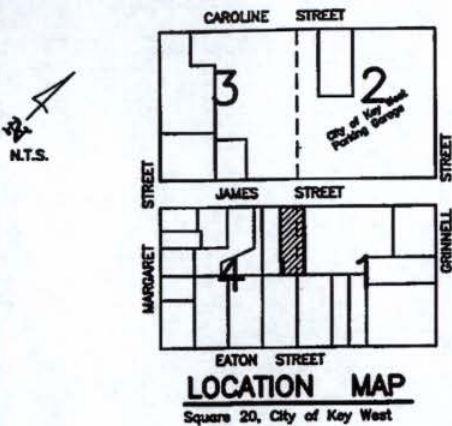 CAROLINE STREET
3
2
City of Key West
Parking Garage
N
N.T.S.
STREET
STREET
JAMES STREET
MARGARET
GRINNELL
4
1
EATON STREET
LOCATION MAP
Square 20, City of Key West